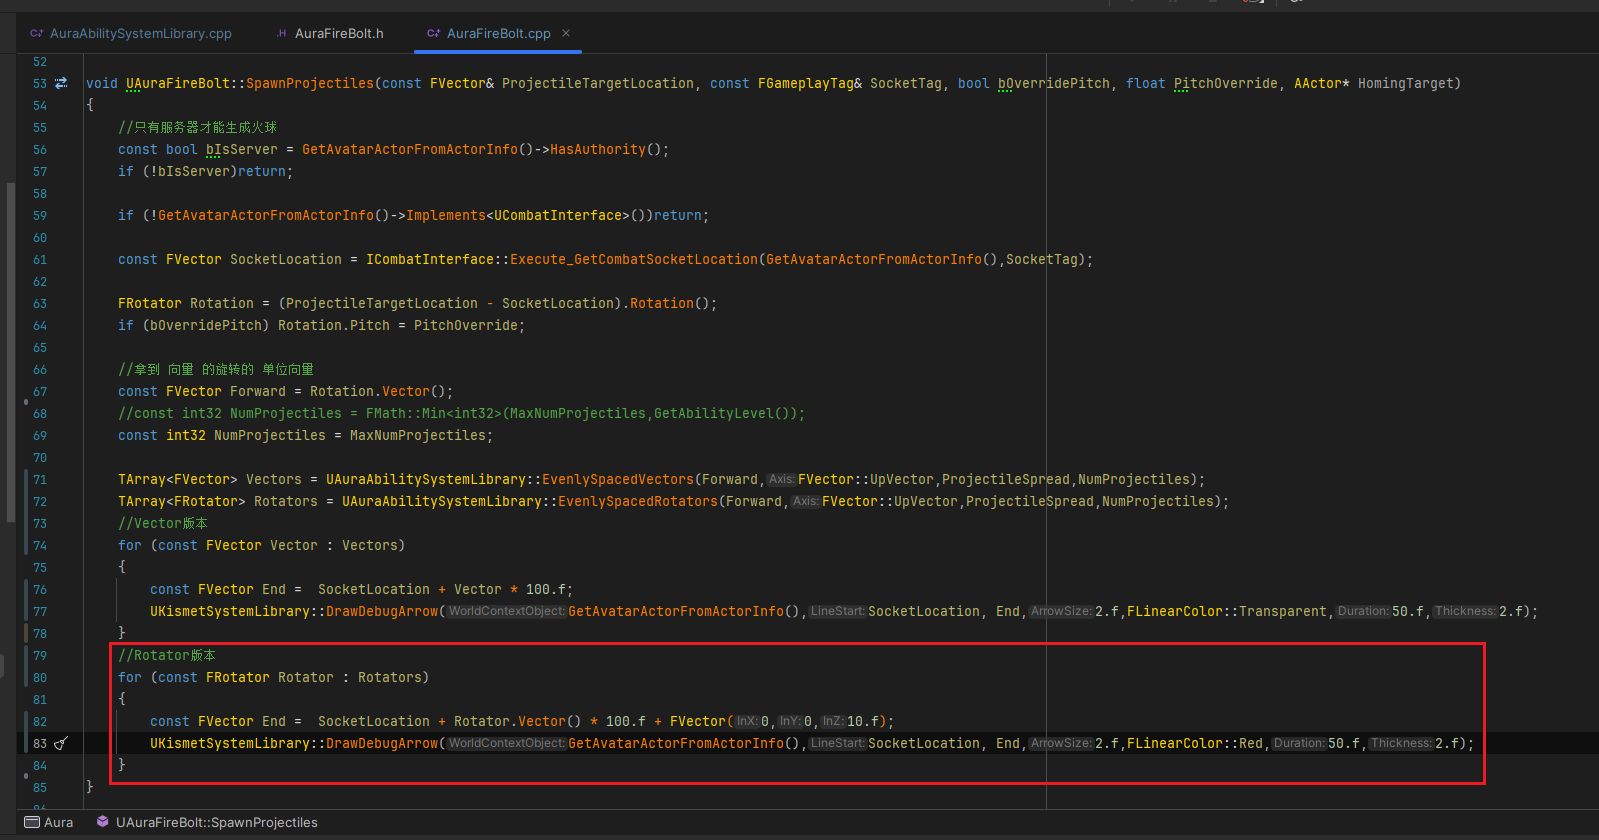 AuraAbilitySystemLibrary.cpp AuraFireBolt.h AuraFireBolt.cpp
52
53 void UAuraFireBolt::SpawnProjectiles(const FVector& ProjectileTargetLocation, const FGameplayTag& SocketTag, bool bOverridePitch, float PitchOverride, AActor* HomingTarget)
54 {
55 //只有服务器才能生成火球
56 const bool bIsServer = GetAvatarActorFromActorInfo()->HasAuthority();
57 if (!bIsServer)return;
58
59 if (!GetAvatarActorFromActorInfo()->Implements<UCombatInterface>())return;
60
61 const FVector SocketLocation = ICombatInterface::Execute_GetCombatSocketLocation(GetAvatarActorFromActorInfo(),SocketTag);
62
63 FRotator Rotation = (ProjectileTargetLocation - SocketLocation).Rotation();
64 if (bOverridePitch) Rotation.Pitch = PitchOverride;
65
66 //拿到 向量 的旋转的 单位向量
67 const FVector Forward = Rotation.Vector();
68 //const int32 NumProjectiles = FMath::Min<int32>(MaxNumProjectiles,GetAbilityLevel());
69 const int32 NumProjectiles = MaxNumProjectiles;
70
71 TArray<FVector> Vectors = UAuraAbilitySystemLibrary::EvenlySpacedVectors(Forward, Axis: FVector::UpVector,ProjectileSpread,NumProjectiles);
72 TArray<FRotator> Rotators = UAuraAbilitySystemLibrary::EvenlySpacedRotators(Forward, Axis: FVector::UpVector,ProjectileSpread,NumProjectiles);
73 //Vector版本
74 for (const FVector Vector : Vectors)
75 {
76 const FVector End = SocketLocation + Vector * 100.f;
77 UKismetSystemLibrary::DrawDebugArrow( WorldContextObject: GetAvatarActorFromActorInfo(), LineStart: SocketLocation, End, ArrowSize: 2.f,FLinearColor::Transparent, Duration: 50.f, Thickness: 2.f);
78 }
79 //Rotator版本
80 for (const FRotator Rotator : Rotators)
81 {
82 const FVector End = SocketLocation + Rotator.Vector() * 100.f + FVector( InX: 0, InY: 0, InZ: 10.f);
83 UKismetSystemLibrary::DrawDebugArrow( WorldContextObject: GetAvatarActorFromActorInfo(), LineStart: SocketLocation, End, ArrowSize: 2.f,FLinearColor::Red, Duration: 50.f, Thickness: 2.f);
84 }
85 }
Aura UAuraFireBolt::SpawnProjectiles